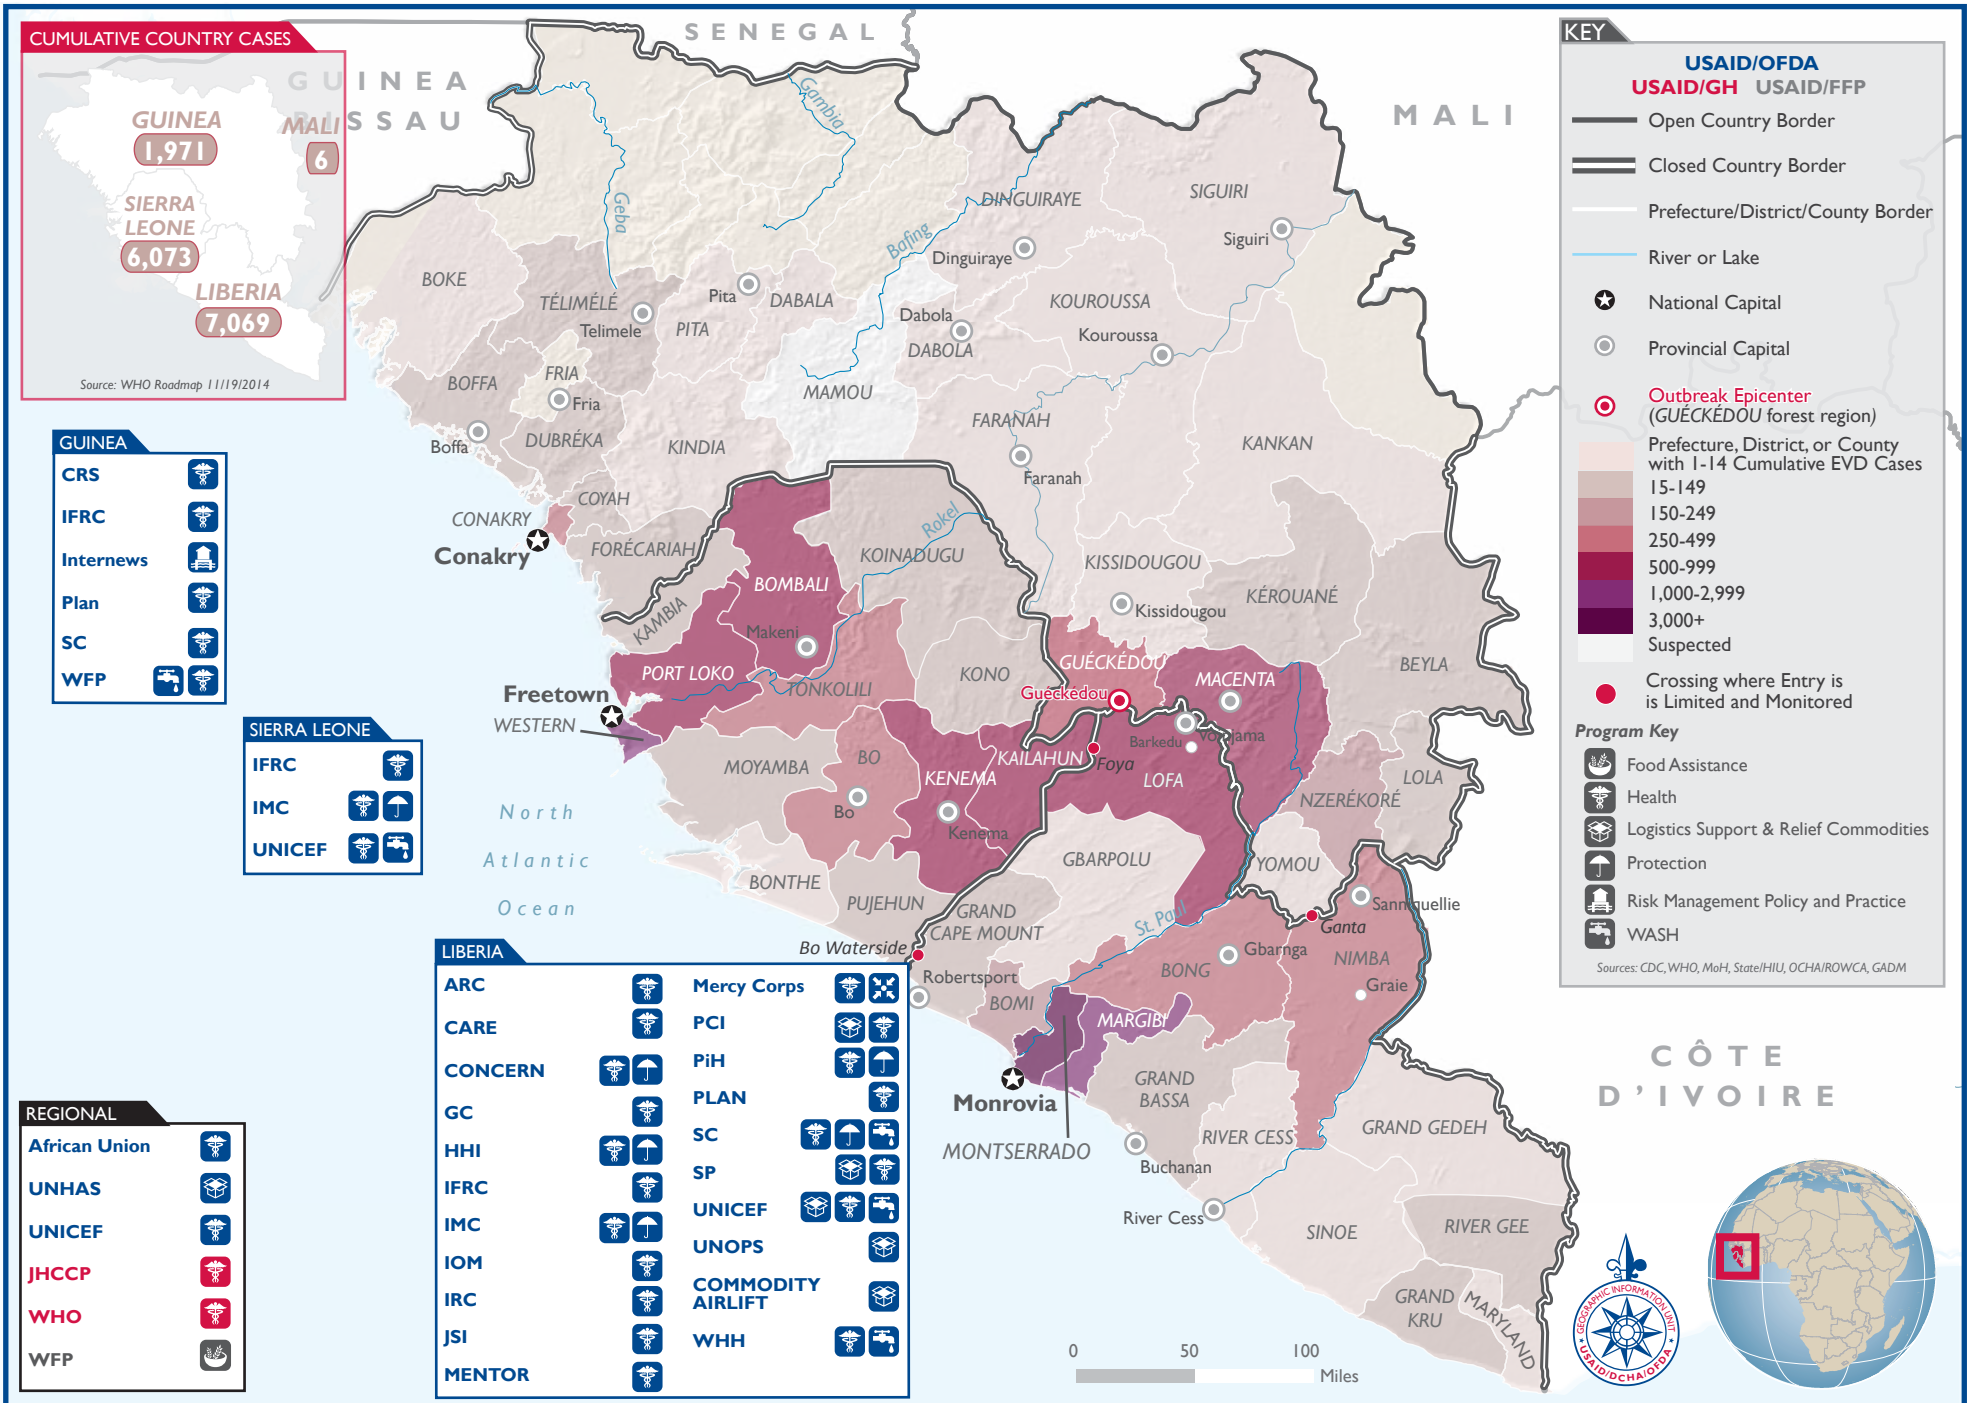 CUMULATIVE COUNTRY CASES
GUINEA
1,971
MALI
6
SIERRA
LEONE
6,073
LIBERIA
7,069
Source: WHO Roadmap 11/19/2014
SENEGAL
GUINEA
BISSAU
MALI
CÔTE
D'IVOIRE
North
Atlantic
Ocean
Gambia
Geba
Bafing
Rokel
St. Paul
BOKE
TÉLIMÉLÉ
Telimele
Pita
PITA
DABALA
DINGUIRAYE
Dinguiraye
SIGUIRI
Siguiri
KOUROUSSA
Kouroussa
Dabola
DABOLA
MAMOU
BOFFA
Boffa
FRIA
Fria
DUBRÉKA
KINDIA
FARANAH
Faranah
KANKAN
COYAH
CONAKRY
Conakry
FORÉCARIAH
KISSIDOUGOU
Kissidougou
KÉROUANÉ
BEYLA
GUÉCKÉDOU
Guéckédou
MACENTA
NZERÉKORÉ
LOLA
YOMOU
KOINADUGU
BOMBALI
Makeni
KAMBIA
PORT LOKO
Freetown
WESTERN
TONKOLILI
KONO
MOYAMBA
BO
Bo
KENEMA
Kenema
KAILAHUN
BONTHE
PUJEHUN
Foya
Barkedu
Voinjama
LOFA
GBARPOLU
GRAND
CAPE MOUNT
Bo Waterside
Robertsport
BOMI
BONG
Gbarnga
Ganta
Sanniquellie
NIMBA
Graie
MARGIBI
Monrovia
MONTSERRADO
GRAND
BASSA
Buchanan
RIVER CESS
River Cess
GRAND GEDEH
SINOE
RIVER GEE
GRAND
KRU
MARYLAND
GUINEA
CRS
IFRC
Internews
Plan
SC
WFP
SIERRA LEONE
IFRC
IMC
UNICEF
LIBERIA
ARC
CARE
CONCERN
GC
HHI
IFRC
IMC
IOM
IRC
JSI
MENTOR
Mercy Corps
PCI
PiH
PLAN
SC
SP
UNICEF
UNOPS
COMMODITY
AIRLIFT
WHH
REGIONAL
African Union
UNHAS
UNICEF
JHCCP
WHO
WFP
KEY
USAID/OFDA
USAID/GH USAID/FFP
Open Country Border
Closed Country Border
Prefecture/District/County Border
River or Lake
National Capital
Provincial Capital
Outbreak Epicenter
(GUÉCKÉDOU forest region)
Prefecture, District, or County
with 1-14 Cumulative EVD Cases
15-149
150-249
250-499
500-999
1,000-2,999
3,000+
Suspected
Crossing where Entry is
is Limited and Monitored
Program Key
Food Assistance
Health
Logistics Support & Relief Commodities
Protection
Risk Management Policy and Practice
WASH
Sources: CDC, WHO, MoH, State/HIU, OCHA/ROWCA, GADM
0 50 100
Miles
GEOGRAPHIC INFORMATION UNIT
USAID/DCHA/OFDA